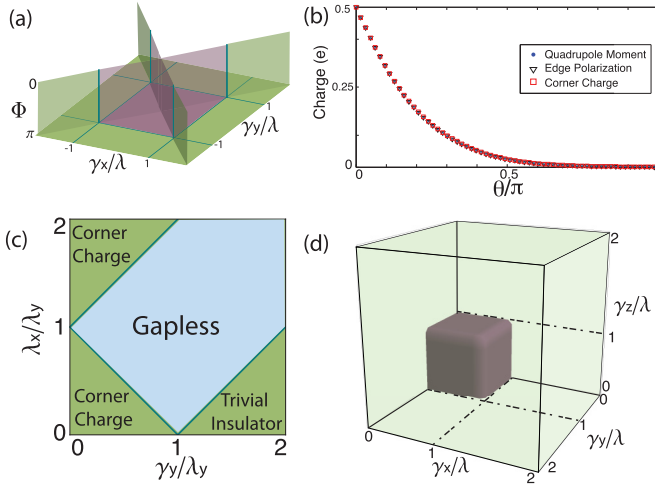 (a)
0
Φ
π
-1
γx/λ
1
-1
γy/λ
1
(b)
Charge (e)
0.5
0.25
0
0
0.5
θ/π
Quadrupole Moment
Edge Polarization
Corner Charge
(c)
λx/λy
2
1
0
Corner
Charge
Gapless
Corner
Charge
Trivial
Insulator
0
1
2
γy/λy
(d)
2
γz/λ
1
0
0
1
γy/λ
2
0
1
γx/λ
2